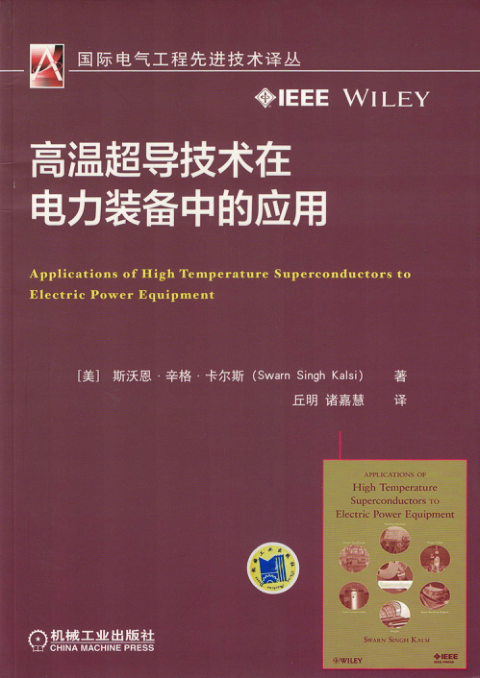 国际电气工程先进技术译丛
IEEE WILEY
高温超导技术在
电力装备中的应用
Applications of High Temperature Superconductors to
Electric Power Equipment
[美] 斯沃恩·辛格·卡尔斯 (Swarn Singh Kalsi) 著
丘明 诸嘉慧 译
APPLICATIONS OF
High Temperature
Superconductors TO
Electric Power Equipment
SWARN SINGH KALSI
WILEY IEEE
机械工业出版社
CHINA MACHINE PRESS